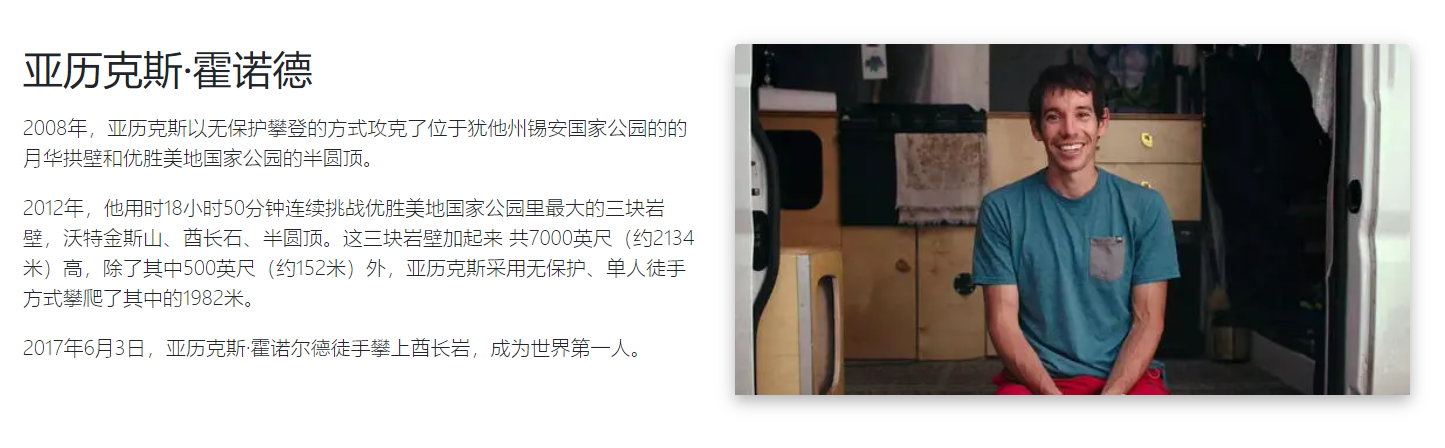 亚历克斯·霍诺德
2008年，亚历克斯以无保护攀登的方式攻克了位于犹他州锡安国家公园的的
月华拱壁和优胜美地国家公园的半圆顶。
2012年，他用时18小时50分钟连续挑战优胜美地国家公园里最大的三块岩
壁，沃特金斯山、酋长石、半圆顶。这三块岩壁加起来 共7000英尺（约2134
米）高，除了其中500英尺（约152米）外，亚历克斯采用无保护、单人徒手
方式攀爬了其中的1982米。
2017年6月3日，亚历克斯·霍诺尔德徒手攀上酋长岩，成为世界第一人。